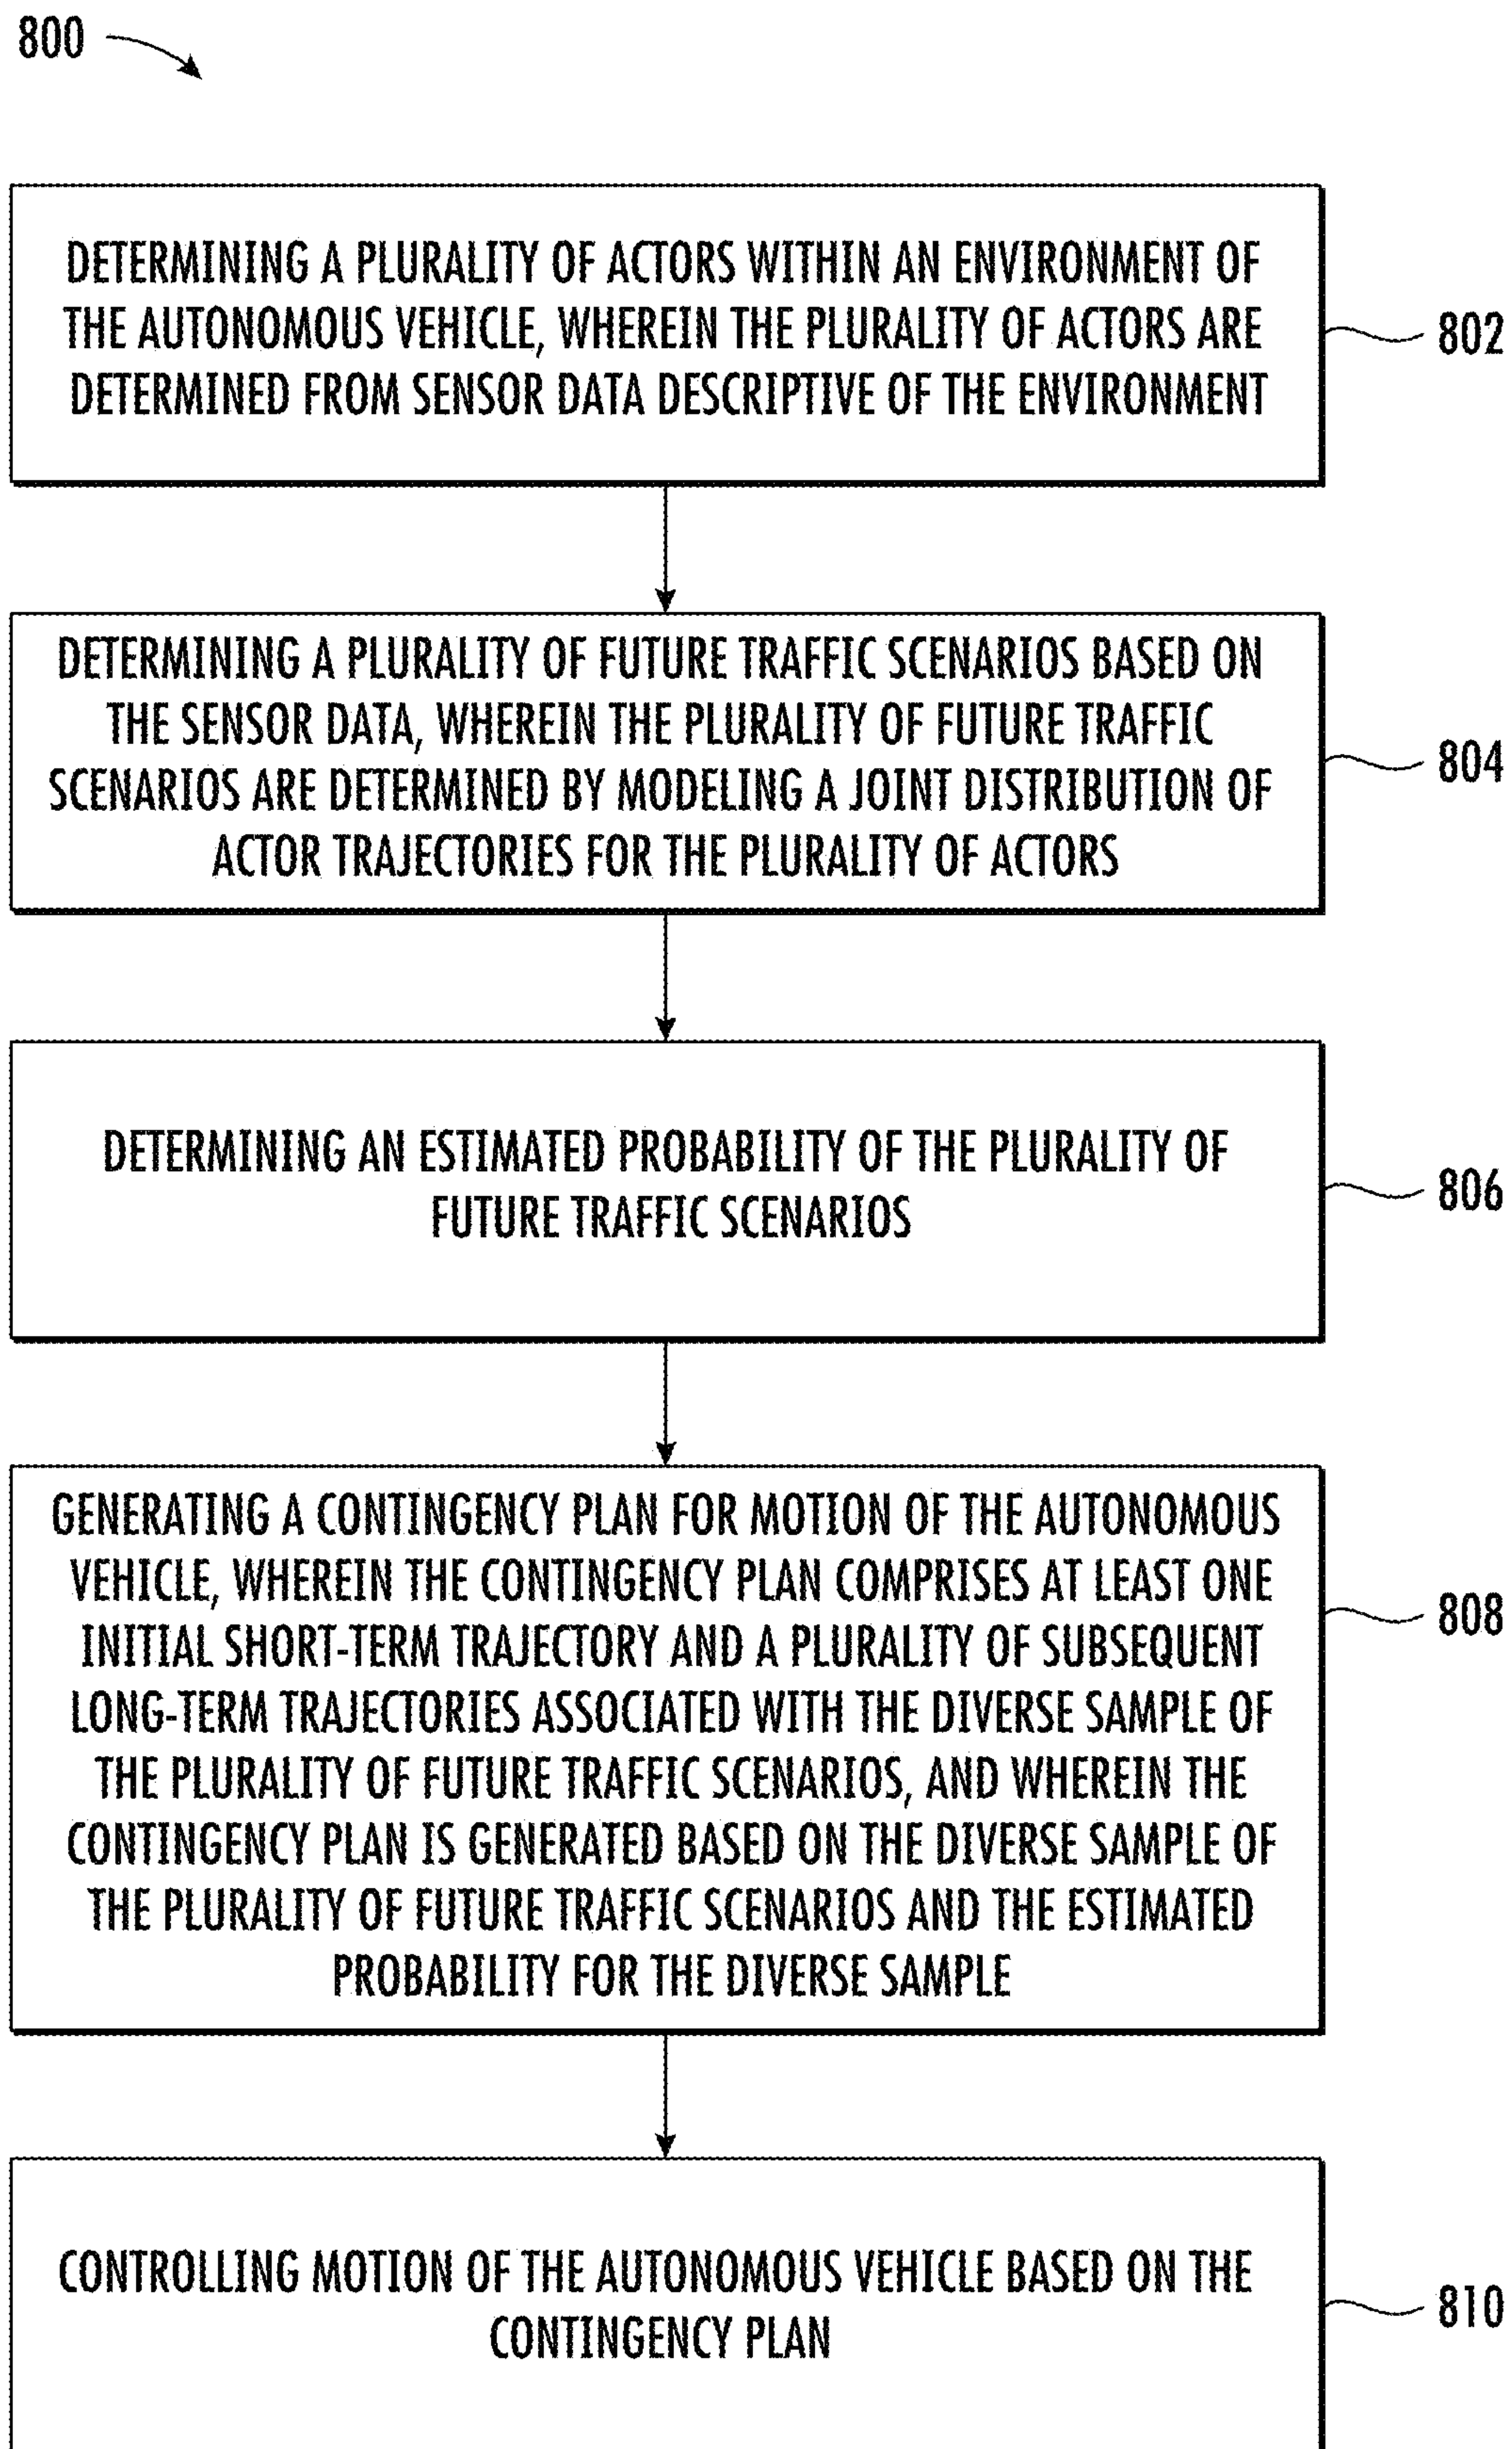 800
DETERMINING A PLURALITY OF ACTORS WITHIN AN ENVIRONMENT OF
THE AUTONOMOUS VEHICLE, WHEREIN THE PLURALITY OF ACTORS ARE
DETERMINED FROM SENSOR DATA DESCRIPTIVE OF THE ENVIRONMENT
802
DETERMINING A PLURALITY OF FUTURE TRAFFIC SCENARIOS BASED ON
THE SENSOR DATA, WHEREIN THE PLURALITY OF FUTURE TRAFFIC
SCENARIOS ARE DETERMINED BY MODELING A JOINT DISTRIBUTION OF
ACTOR TRAJECTORIES FOR THE PLURALITY OF ACTORS
804
DETERMINING AN ESTIMATED PROBABILITY OF THE PLURALITY OF
FUTURE TRAFFIC SCENARIOS
806
GENERATING A CONTINGENCY PLAN FOR MOTION OF THE AUTONOMOUS
VEHICLE, WHEREIN THE CONTINGENCY PLAN COMPRISES AT LEAST ONE
INITIAL SHORT-TERM TRAJECTORY AND A PLURALITY OF SUBSEQUENT
LONG-TERM TRAJECTORIES ASSOCIATED WITH THE DIVERSE SAMPLE OF
THE PLURALITY OF FUTURE TRAFFIC SCENARIOS, AND WHEREIN THE
CONTINGENCY PLAN IS GENERATED BASED ON THE DIVERSE SAMPLE OF
THE PLURALITY OF FUTURE TRAFFIC SCENARIOS AND THE ESTIMATED
PROBABILITY FOR THE DIVERSE SAMPLE
808
CONTROLLING MOTION OF THE AUTONOMOUS VEHICLE BASED ON THE
CONTINGENCY PLAN
810